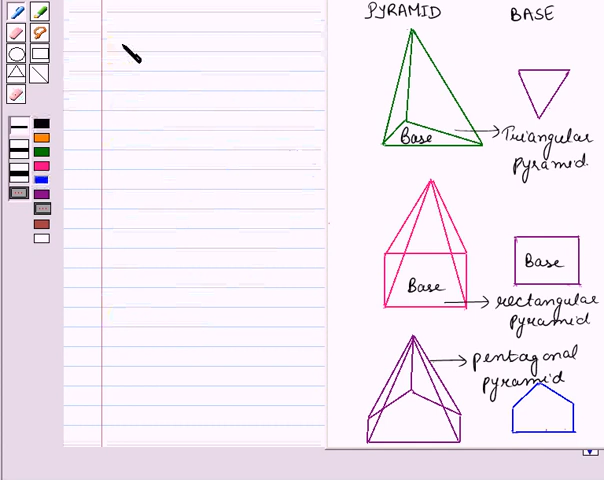 PYRAMID BASE
Base
Triangular
pyramid.
Base
Base
rectangular
pyramid
pentagonal
pyramid